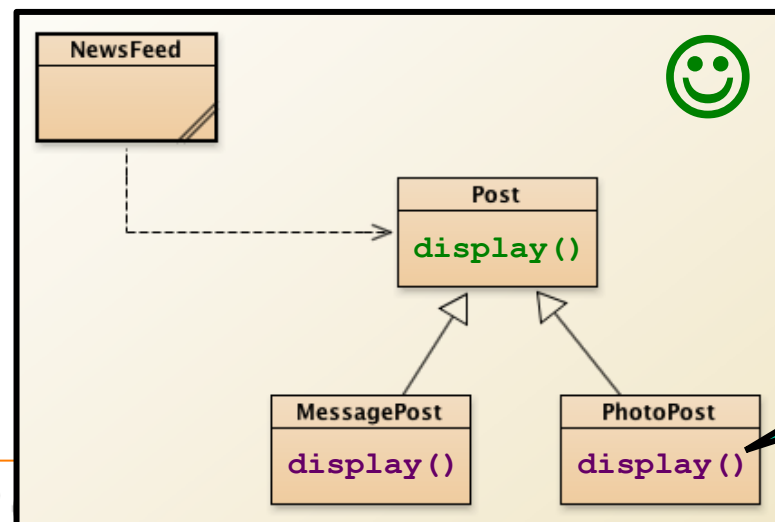 NewsFeed
Post
display()
MessagePost
display()
PhotoPost
display()